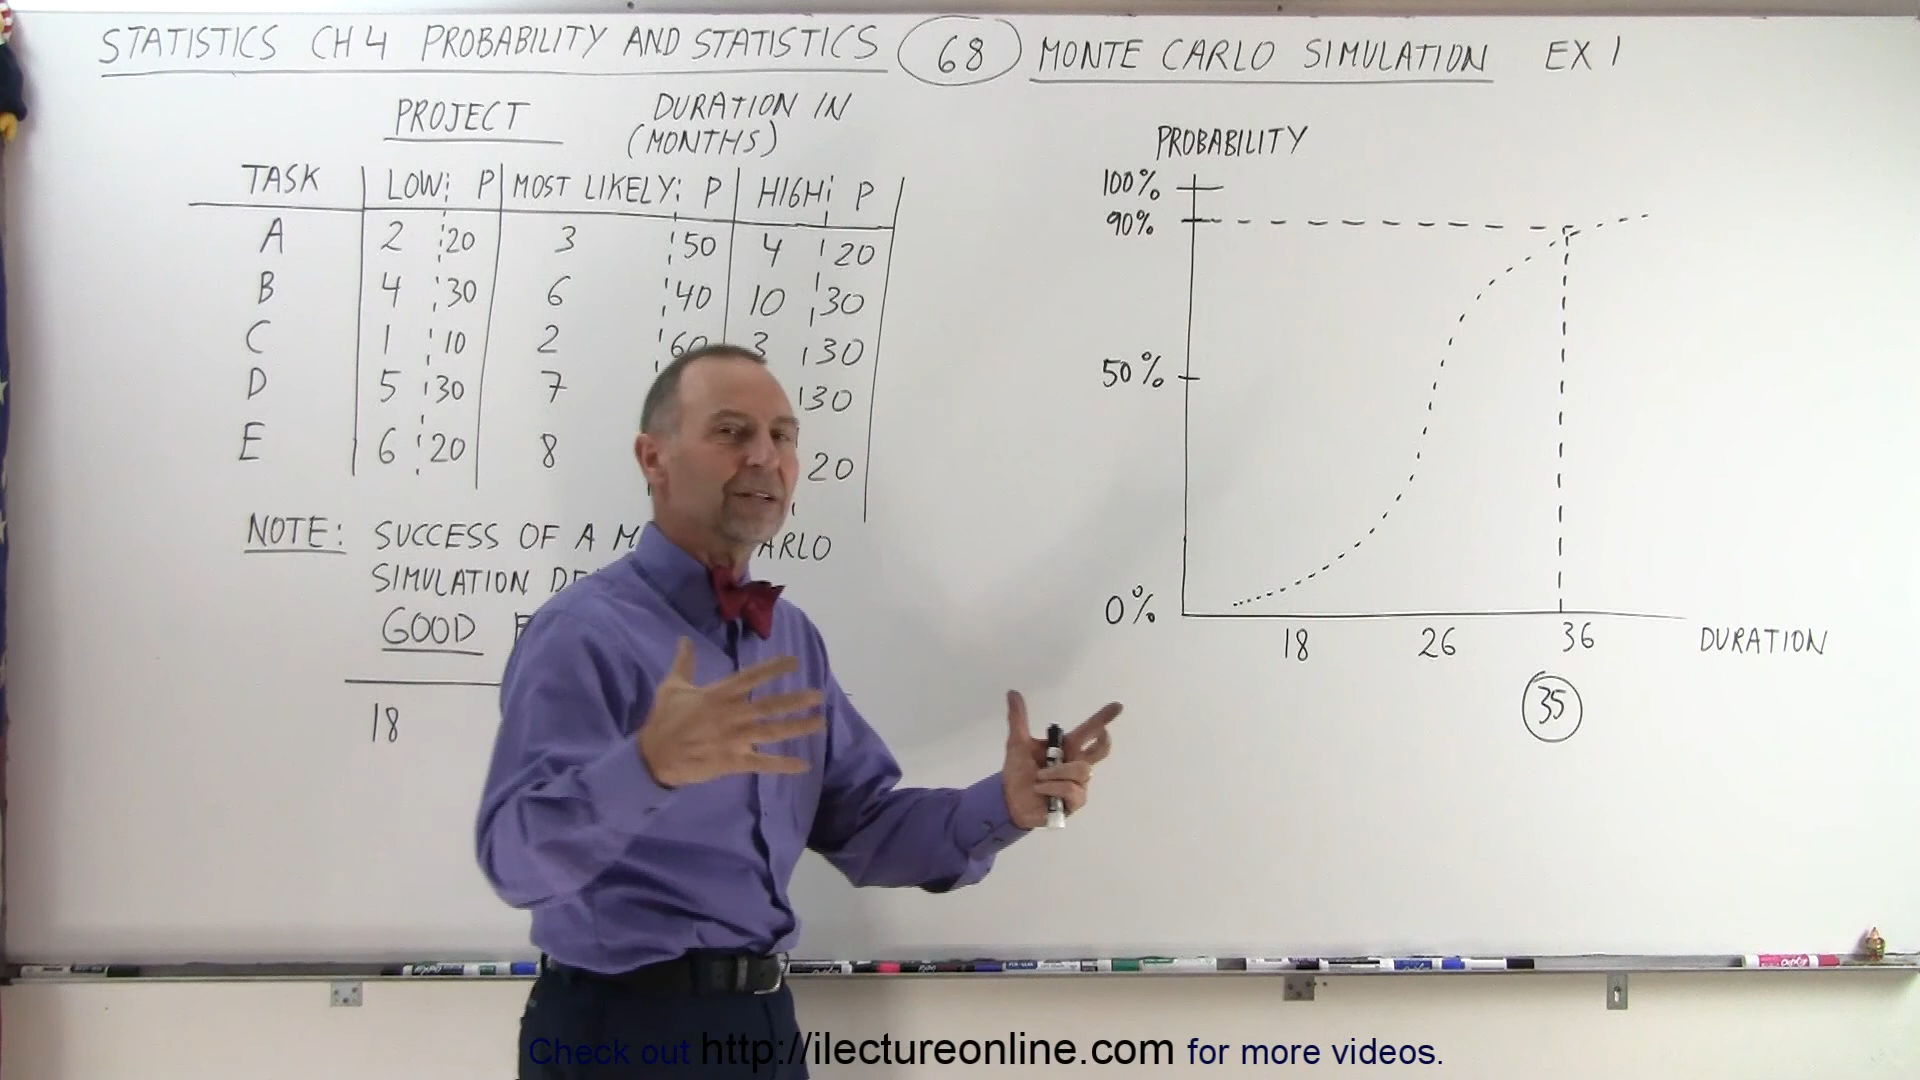 STATISTICS CH 4 PROBABILITY AND STATISTICS 68 MONTE CARLO SIMULATION EX 1
PROJECT
DURATION IN
(MONTHS)
TASK LOW P MOST LIKELY P HIGH P
A 2 20 3 50 4 20
B 4 30 6 40 10 30
C 1 10 2 60 3 30
D 5 30 7 30
E 6 20 8 20
NOTE: SUCCESS OF A ARLO
SIMULATION
GOOD
18
PROBABILITY
100%
90%
50%
0%
18 26 36 DURATION
35
EXPO
Check out http://ilectureonline.com for more videos.